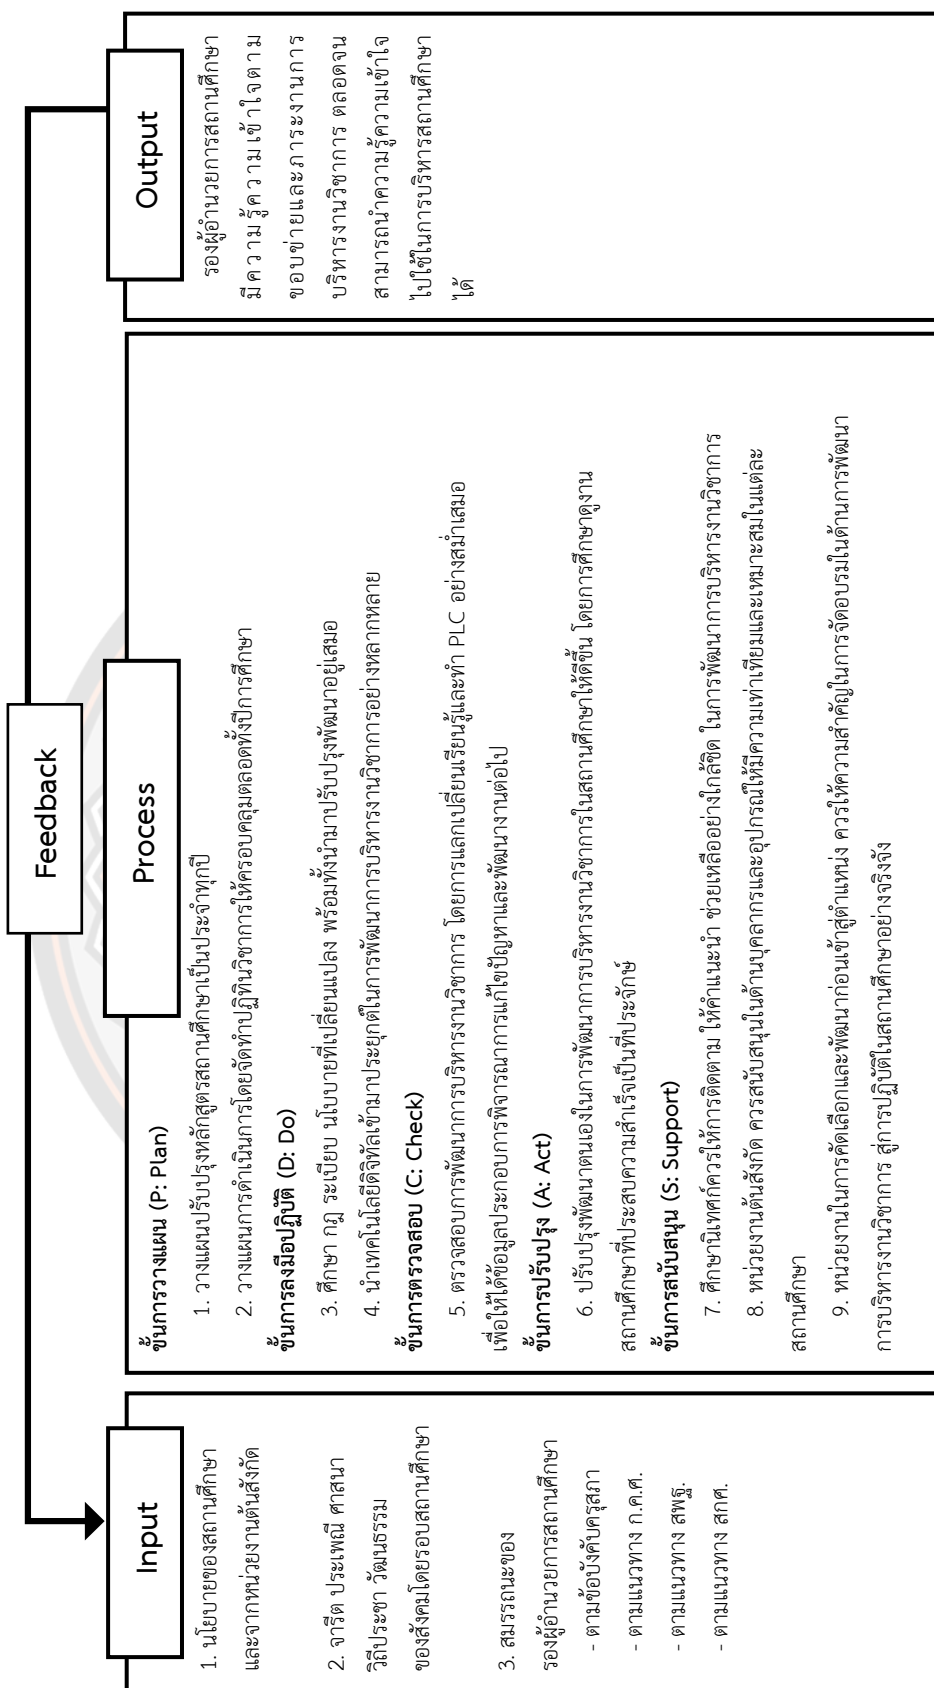 Feedback
Input
1. นโยบายของสถานศึกษา
และจากหน่วยงานต้นสังกัด
2. จารีต ประเพณี ศาสนา
วิถีประชา วัฒนธรรม
ของสังคมโดยรอบสถานศึกษา
3. สมรรถนะของ
รองผู้อำนวยการสถานศึกษา
- ตามข้อบังคับคุรุสภา
- ตามแนวทาง ก.ค.ศ.
- ตามแนวทาง สพฐ.
- ตามแนวทาง สกศ.
Process
ขั้นการวางแผน (P: Plan)
1. วางแผนปรับปรุงหลักสูตรสถานศึกษาเป็นประจำทุกปี
2. วางแผนการดำเนินการโดยจัดทำปฏิทินวิชาการให้ครอบคลุมตลอดทั้งปีการศึกษา
ขั้นการลงมือปฏิบัติ (D: Do)
3. ศึกษา กฎ ระเบียบ นโบบายที่เปลี่ยนแปลง พร้อมทั้งนำมาปรับปรุงพัฒนาอยู่เสมอ
4. นำเทคโนโลยีดิจิทัลเข้ามาประยุกต์ในการพัฒนาการบริหารงานวิชาการอย่างหลากหลาย
ขั้นการตรวจสอบ (C: Check)
5. ตรวจสอบการพัฒนาการบริหารงานวิชาการ โดยการแลกเปลี่ยนเรียนรู้และทำ PLC อย่างสม่ำเสมอ
เพื่อให้ได้ข้อมูลประกอบการพิจารณาการแก้ไขปัญหาและพัฒนางานต่อไป
ขั้นการปรับปรุง (A: Act)
6. ปรับปรุงพัฒนาตนเองในการพัฒนาการบริหารงานวิชาการในสถานศึกษาให้ดีขึ้น โดยการศึกษาดูงาน
สถานศึกษาที่ประสบความสำเร็จเป็นที่ประจักษ์
ขั้นการสนับสนุน (S: Support)
7. ศึกษานิเทศก์ควรให้การติดตาม ให้คำแนะนำ ช่วยเหลืออย่างใกล้ชิด ในการพัฒนาการบริหารงานวิชาการ
8. หน่วยงานต้นสังกัด ควรสนับสนุนในด้านบุคลากรและอุปกรณ์ให้มีความเท่าเทียมและเหมาะสมในแต่ละ
สถานศึกษา
9. หน่วยงานในการคัดเลือกและพัฒนาก่อนเข้าสู่ตำแหน่ง ควรให้ความสำคัญในการจัดอบรมในด้านการพัฒนา
การบริหารงานวิชาการ สู่การปฏิบัติในสถานศึกษาอย่างจริงจัง
Output
รองผู้อำนวยการสถานศึกษา
มีความรู้ความเข้าใจตาม
ขอบข่ายและภาระงานการ
บริหารงานวิชาการ ตลอดจน
สามารถนำความรู้ความเข้าใจ
ไปใช้ในการบริหารสถานศึกษา
ได้